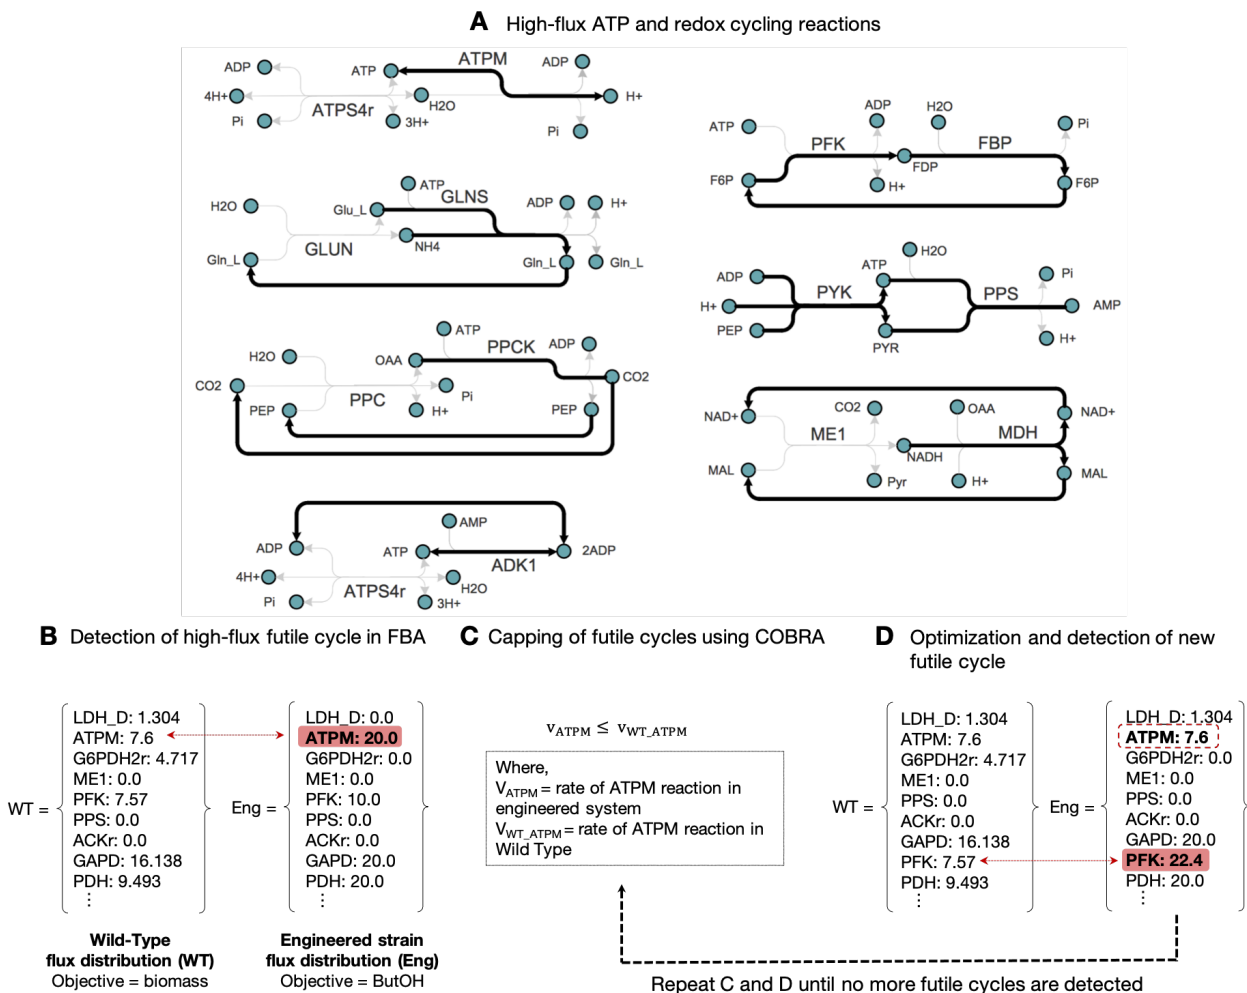 A High-flux ATP and redox cycling reactions
ADP
ATP
ATPM
ADP
4H+
ATPS4r
H2O
H+
Pi
3H+
Pi
ATP
ADP
H2O
PFK
FBP
Pi
F6P
FDP
F6P
H+
H2O
Glu_L
ATP
GLNS
ADP
H+
GLUN
NH4
Gln_L
Gln_L
Gln_L
ADP
ATP
H2O
Pi
H+
PYK
PPS
AMP
PEP
PYR
H+
H2O
OAA
ATP
PPCK
ADP
CO2
CO2
PPC
Pi
PEP
H+
PEP
NAD+
CO2
OAA
NAD+
ME1
NADH
MDH
MAL
Pyr
H+
MAL
AMP
ADP
ATP
ADK1
2ADP
4H+
ATPS4r
H2O
Pi
3H+
B Detection of high-flux futile cycle in FBA
WT =
LDH_D: 1.304
ATPM: 7.6
G6PDH2r: 4.717
ME1: 0.0
PFK: 7.57
PPS: 0.0
ACKr: 0.0
GAPD: 16.138
PDH: 9.493
⋮
Wild-Type
flux distribution (WT)
Objective = biomass
Eng =
LDH_D: 0.0
ATPM: 20.0
G6PDH2r: 0.0
ME1: 0.0
PFK: 10.0
PPS: 0.0
ACKr: 0.0
GAPD: 20.0
PDH: 20.0
⋮
Engineered strain
flux distribution (Eng)
Objective = ButOH
C Capping of futile cycles using COBRA
vATPM ≤ vWT_ATPM
Where,
VATPM = rate of ATPM reaction in
engineered system
VWT_ATPM = rate of ATPM reaction in
Wild Type
D Optimization and detection of new
futile cycle
WT =
LDH_D: 1.304
ATPM: 7.6
G6PDH2r: 4.717
ME1: 0.0
PPS: 0.0
ACKr: 0.0
GAPD: 16.138
PFK: 7.57
PDH: 9.493
⋮
Eng =
LDH_D: 1.304
ATPM: 7.6
G6PDH2r: 0.0
ME1: 0.0
PPS: 0.0
ACKr: 0.0
GAPD: 20.0
PFK: 22.4
PDH: 20.0
⋮
Repeat C and D until no more futile cycles are detected